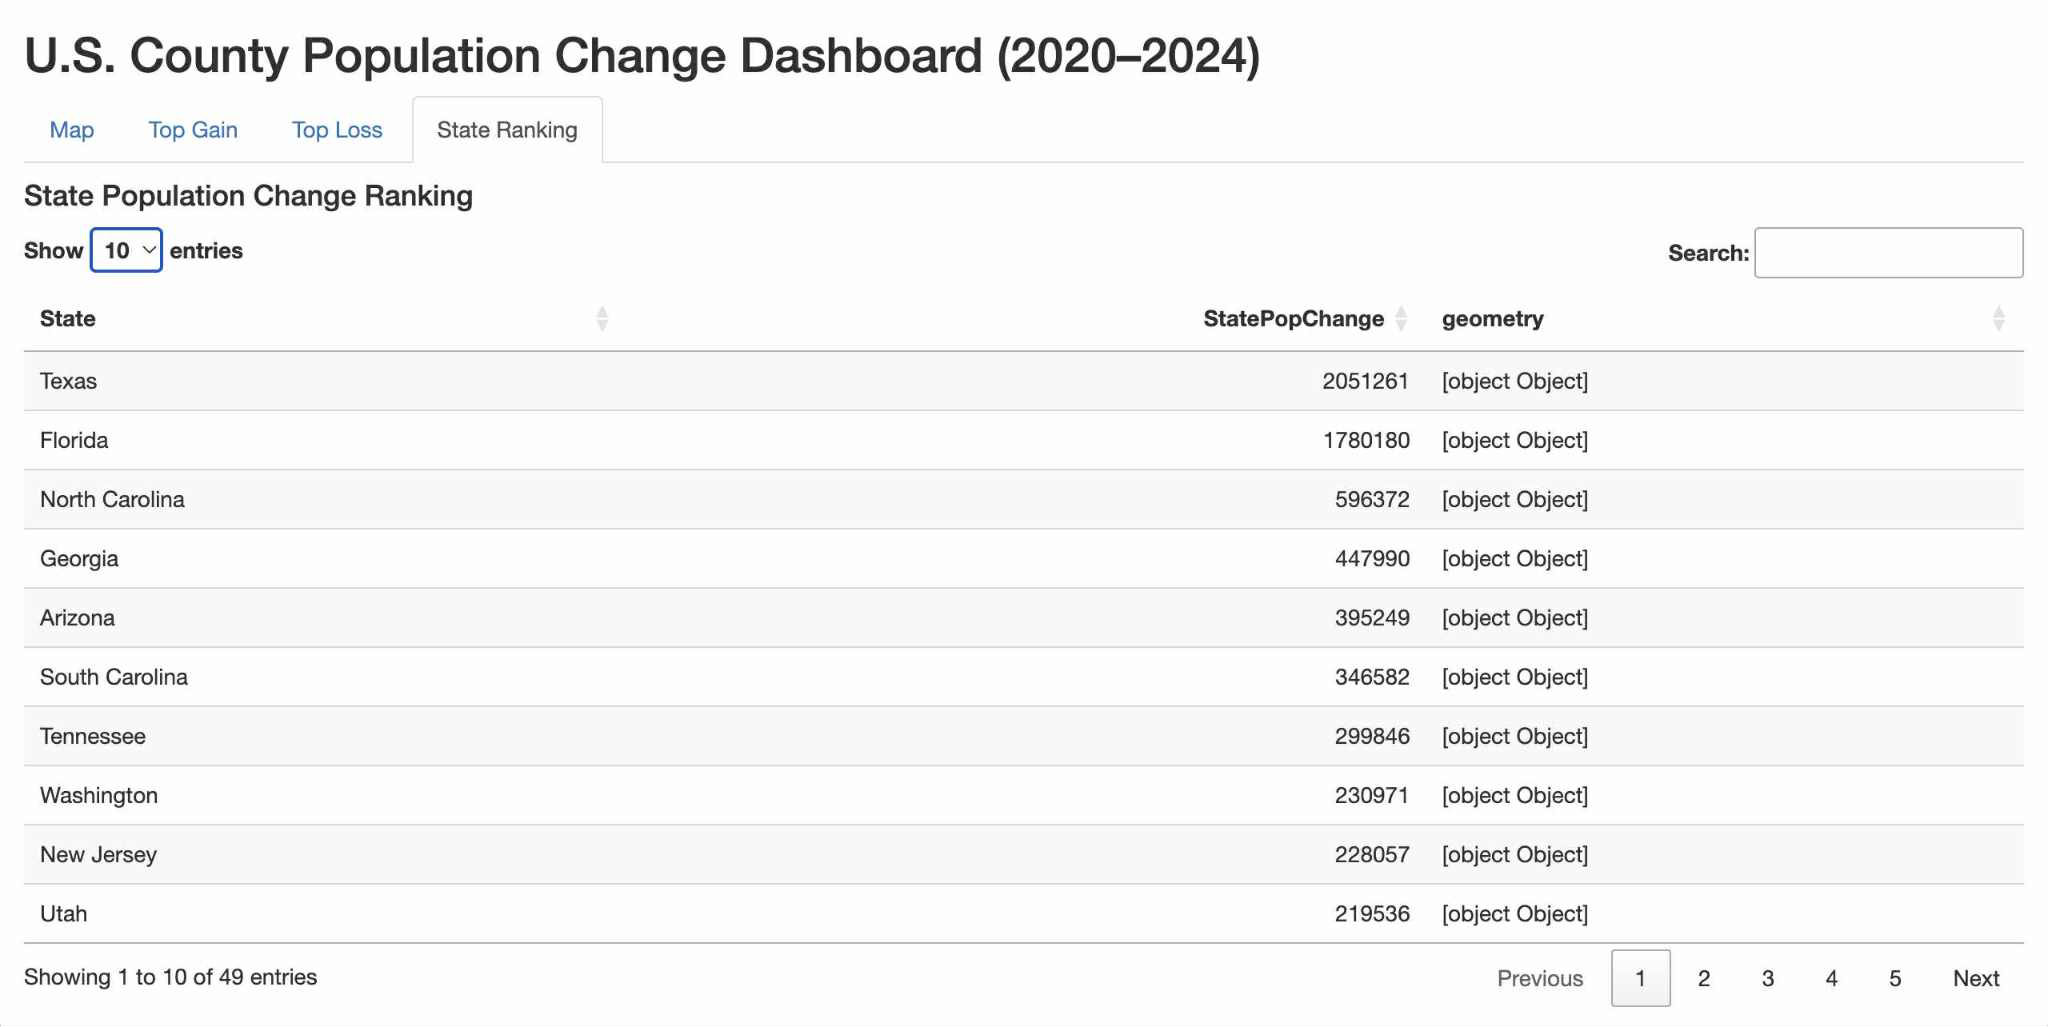 U.S. County Population Change Dashboard (2020–2024)
Map Top Gain Top Loss State Ranking
State Population Change Ranking
Show 10 entries Search:
State StatePopChange geometry
Texas 2051261 [object Object]
Florida 1780180 [object Object]
North Carolina 596372 [object Object]
Georgia 447990 [object Object]
Arizona 395249 [object Object]
South Carolina 346582 [object Object]
Tennessee 299846 [object Object]
Washington 230971 [object Object]
New Jersey 228057 [object Object]
Utah 219536 [object Object]
Showing 1 to 10 of 49 entries Previous 1 2 3 4 5 Next